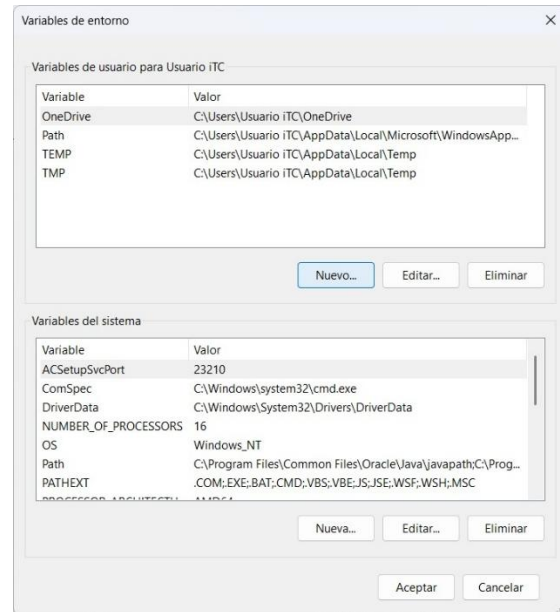 Variables de entorno
Variables de usuario para Usuario iTC
Variable Valor
OneDrive C:\Users\Usuario iTC\OneDrive
Path C:\Users\Usuario iTC\AppData\Local\Microsoft\WindowsApp...
TEMP C:\Users\Usuario iTC\AppData\Local\Temp
TMP C:\Users\Usuario iTC\AppData\Local\Temp
Nuevo... Editar... Eliminar
Variables del sistema
Variable Valor
ACSetupSvcPort 23210
ComSpec C:\Windows\system32\cmd.exe
DriverData C:\Windows\System32\Drivers\DriverData
NUMBER_OF_PROCESSORS 16
OS Windows_NT
Path C:\Program Files\Common Files\Oracle\Java\javapath;C:\Prog...
PATHEXT .COM;.EXE;.BAT;.CMD;.VBS;.VBE;.JS;.JSE;.WSF;.WSH;.MSC
Nueva... Editar... Eliminar
Aceptar Cancelar